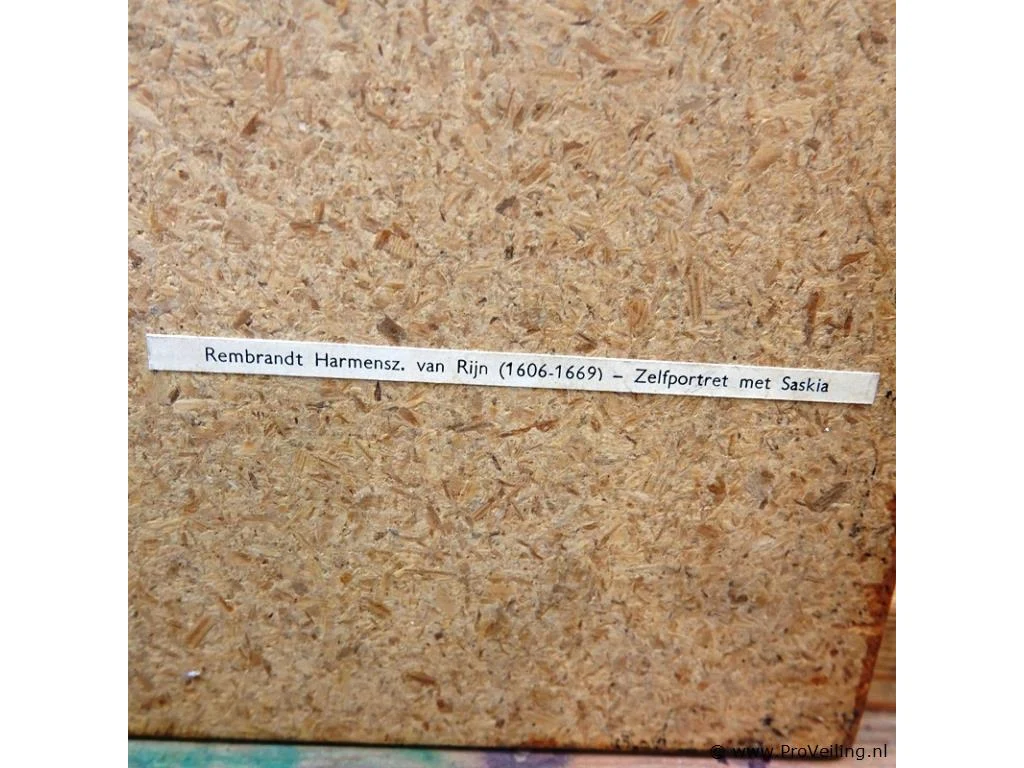 Rembrandt Harmensz. van Rijn (1606-1669) – Zelfportret met Saskia
© www.ProVeiling.nl